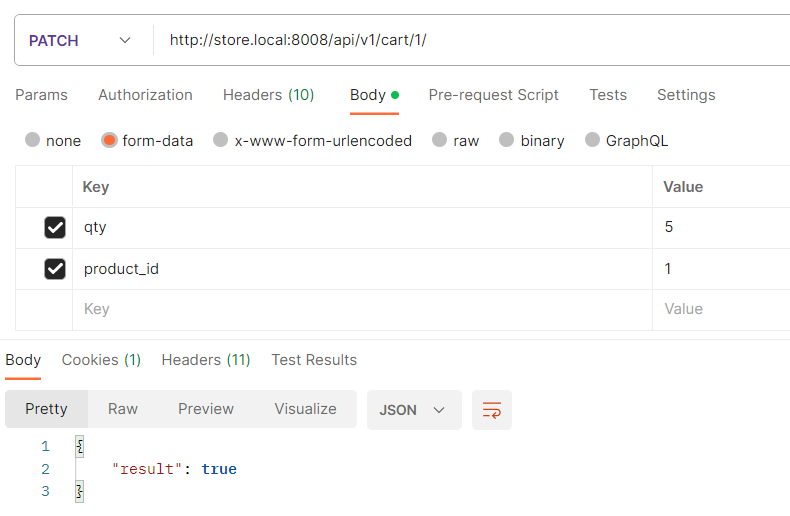 PATCH http://store.local:8008/api/v1/cart/1/
Params Authorization Headers (10) Body Pre-request Script Tests Settings
none form-data x-www-form-urlencoded raw binary GraphQL
Key Value
qty 5
product_id 1
Key Value
Body Cookies (1) Headers (11) Test Results
Pretty Raw Preview Visualize JSON
1 {
2 "result": true
3 }